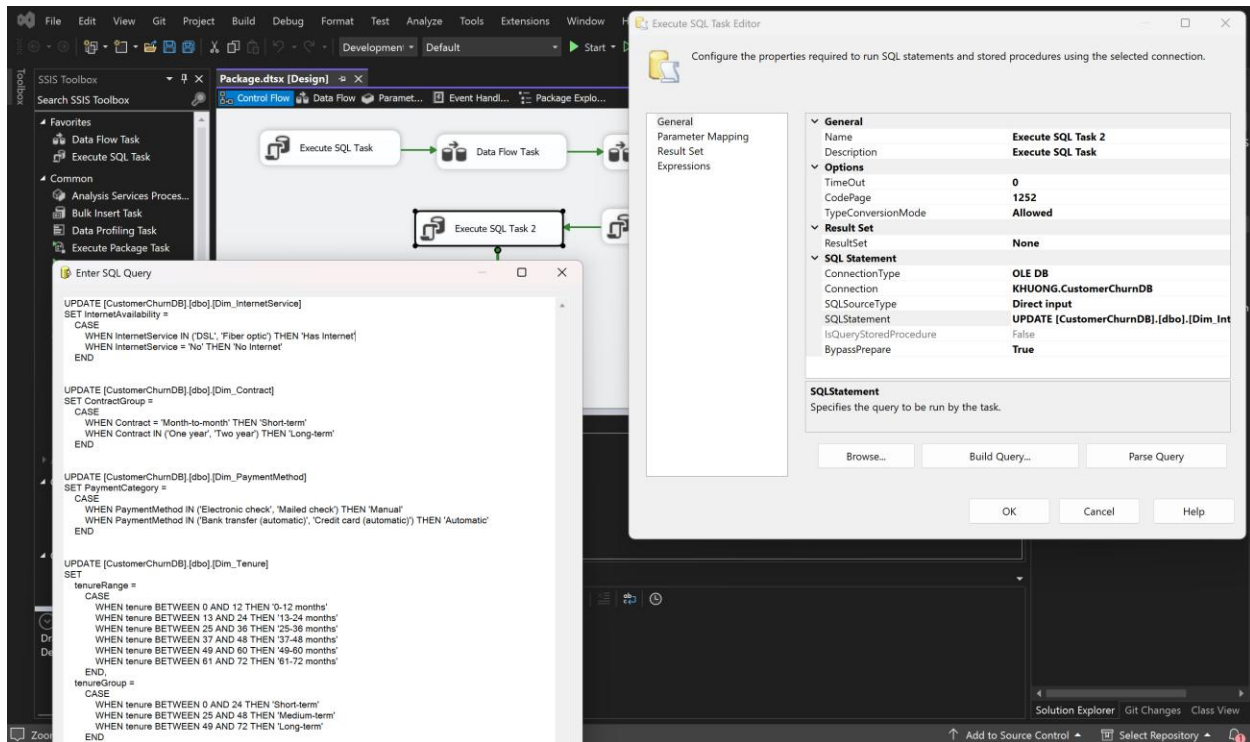 File Edit View Git Project Build Debug Format Test Analyze Tools Extensions Window H
Development Default Start
Toolbox
SSIS Toolbox
Search SSIS Toolbox
Favorites
Data Flow Task
Execute SQL Task
Common
Analysis Services Proces...
Bulk Insert Task
Data Profiling Task
Execute Package Task
Package.dtsx [Design]
Control Flow Data Flow Paramet... Event Handl... Package Explo...
Execute SQL Task
Data Flow Task
Execute SQL Task 2
Enter SQL Query
UPDATE [CustomerChurnDB].[dbo].[Dim_InternetService]
SET InternetAvailability =
CASE
WHEN InternetService IN ('DSL', 'Fiber optic') THEN 'Has Internet'
WHEN InternetService = 'No' THEN 'No Internet'
END
UPDATE [CustomerChurnDB].[dbo].[Dim_Contract]
SET ContractGroup =
CASE
WHEN Contract = 'Month-to-month' THEN 'Short-term'
WHEN Contract IN ('One year', 'Two year') THEN 'Long-term'
END
UPDATE [CustomerChurnDB].[dbo].[Dim_PaymentMethod]
SET PaymentCategory =
CASE
WHEN PaymentMethod IN ('Electronic check', 'Mailed check') THEN 'Manual'
WHEN PaymentMethod IN ('Bank transfer (automatic)', 'Credit card (automatic)') THEN 'Automatic'
END
UPDATE [CustomerChurnDB].[dbo].[Dim_Tenure]
SET
tenureRange =
CASE
WHEN tenure BETWEEN 0 AND 12 THEN '0-12 months'
WHEN tenure BETWEEN 13 AND 24 THEN '13-24 months'
WHEN tenure BETWEEN 25 AND 36 THEN '25-36 months'
WHEN tenure BETWEEN 37 AND 48 THEN '37-48 months'
WHEN tenure BETWEEN 49 AND 60 THEN '49-60 months'
WHEN tenure BETWEEN 61 AND 72 THEN '61-72 months'
END,
tenureGroup =
CASE
WHEN tenure BETWEEN 0 AND 24 THEN 'Short-term'
WHEN tenure BETWEEN 25 AND 48 THEN 'Medium-term'
WHEN tenure BETWEEN 49 AND 72 THEN 'Long-term'
END
Execute SQL Task Editor
Configure the properties required to run SQL statements and stored procedures using the selected connection.
General
Parameter Mapping
Result Set
Expressions
General
Name Execute SQL Task 2
Description Execute SQL Task
Options
TimeOut 0
CodePage 1252
TypeConversionMode Allowed
Result Set
ResultSet None
SQL Statement
ConnectionType OLE DB
Connection KHUONG.CustomerChurnDB
SQLSourceType Direct input
SQLStatement UPDATE [CustomerChurnDB].[dbo].[Dim_Int
IsQueryStoredProcedure False
BypassPrepare True
SQLStatement
Specifies the query to be run by the task.
Browse... Build Query... Parse Query
OK Cancel Help
Solution Explorer Git Changes Class View
Add to Source Control Select Repository